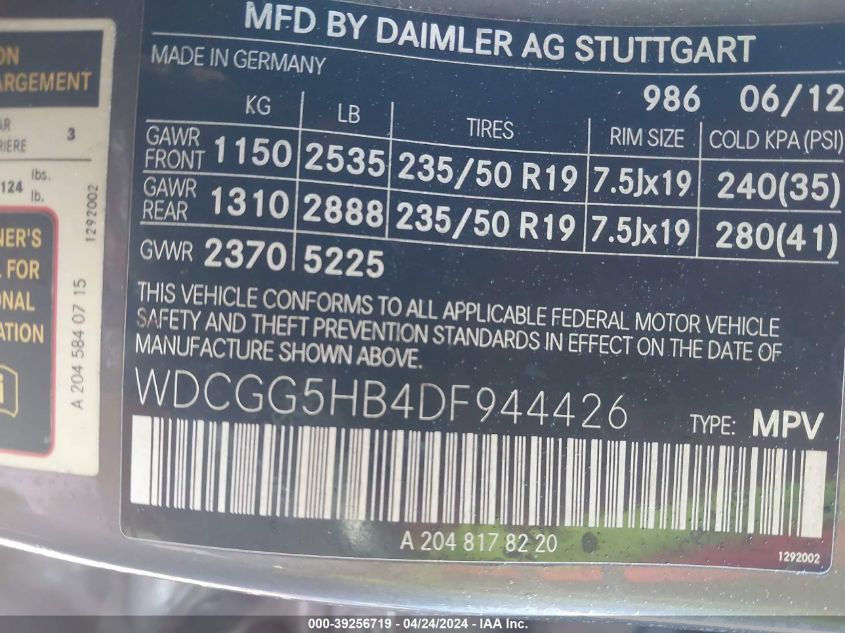 ON
ARGEMENT
AR
RIÈRE 3
124 lbs.
lb.
1292002
NER'S
L FOR
ONAL
ATION
A 204 584 07 15
MFD BY DAIMLER AG STUTTGART
MADE IN GERMANY
986 06/12
KG LB TIRES RIM SIZE COLD KPA (PSI)
GAWR FRONT 1150 2535 235/50 R19 7.5Jx19 240(35)
GAWR REAR 1310 2888 235/50 R19 7.5Jx19 280(41)
GVWR 2370 5225
THIS VEHICLE CONFORMS TO ALL APPLICABLE FEDERAL MOTOR VEHICLE
SAFETY AND THEFT PREVENTION STANDARDS IN EFFECT ON THE DATE OF
MANUFACTURE SHOWN ABOVE.
WDCGG5HB4DF944426 TYPE: MPV
A 204 817 82 20
1292002
000-39256719 - 04/24/2024 - IAA Inc.